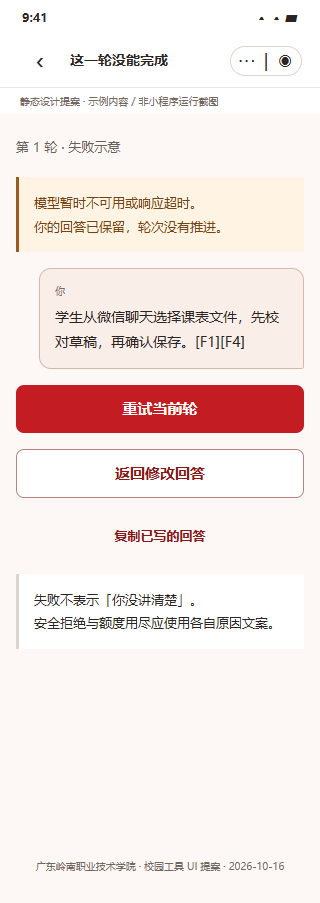 9:41
这一轮没能完成
静态设计提案 · 示例内容 / 非小程序运行截图
第 1 轮 · 失败示意
模型暂时不可用或响应超时。
你的回答已保留，轮次没有推进。
你
学生从微信聊天选择课表文件，先校
对草稿，再确认保存。[F1][F4]
重试当前轮
返回修改回答
复制已写的回答
失败不表示「你没讲清楚」。
安全拒绝与额度用尽应使用各自原因文案。
广东岭南职业技术学院 · 校园工具 UI 提案 · 2026-10-16